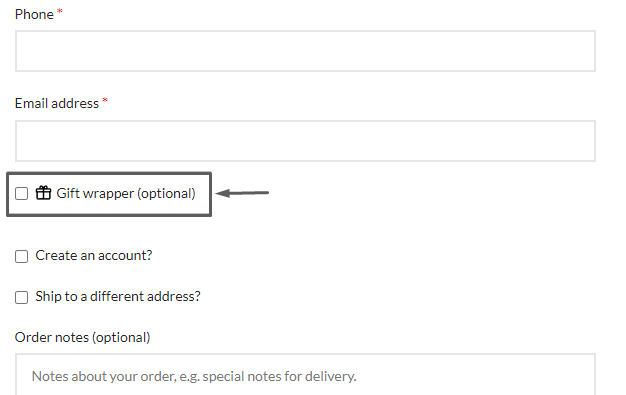 Phone *
Email address *
Gift wrapper (optional)
Create an account?
Ship to a different address?
Order notes (optional)
Notes about your order, e.g. special notes for delivery.